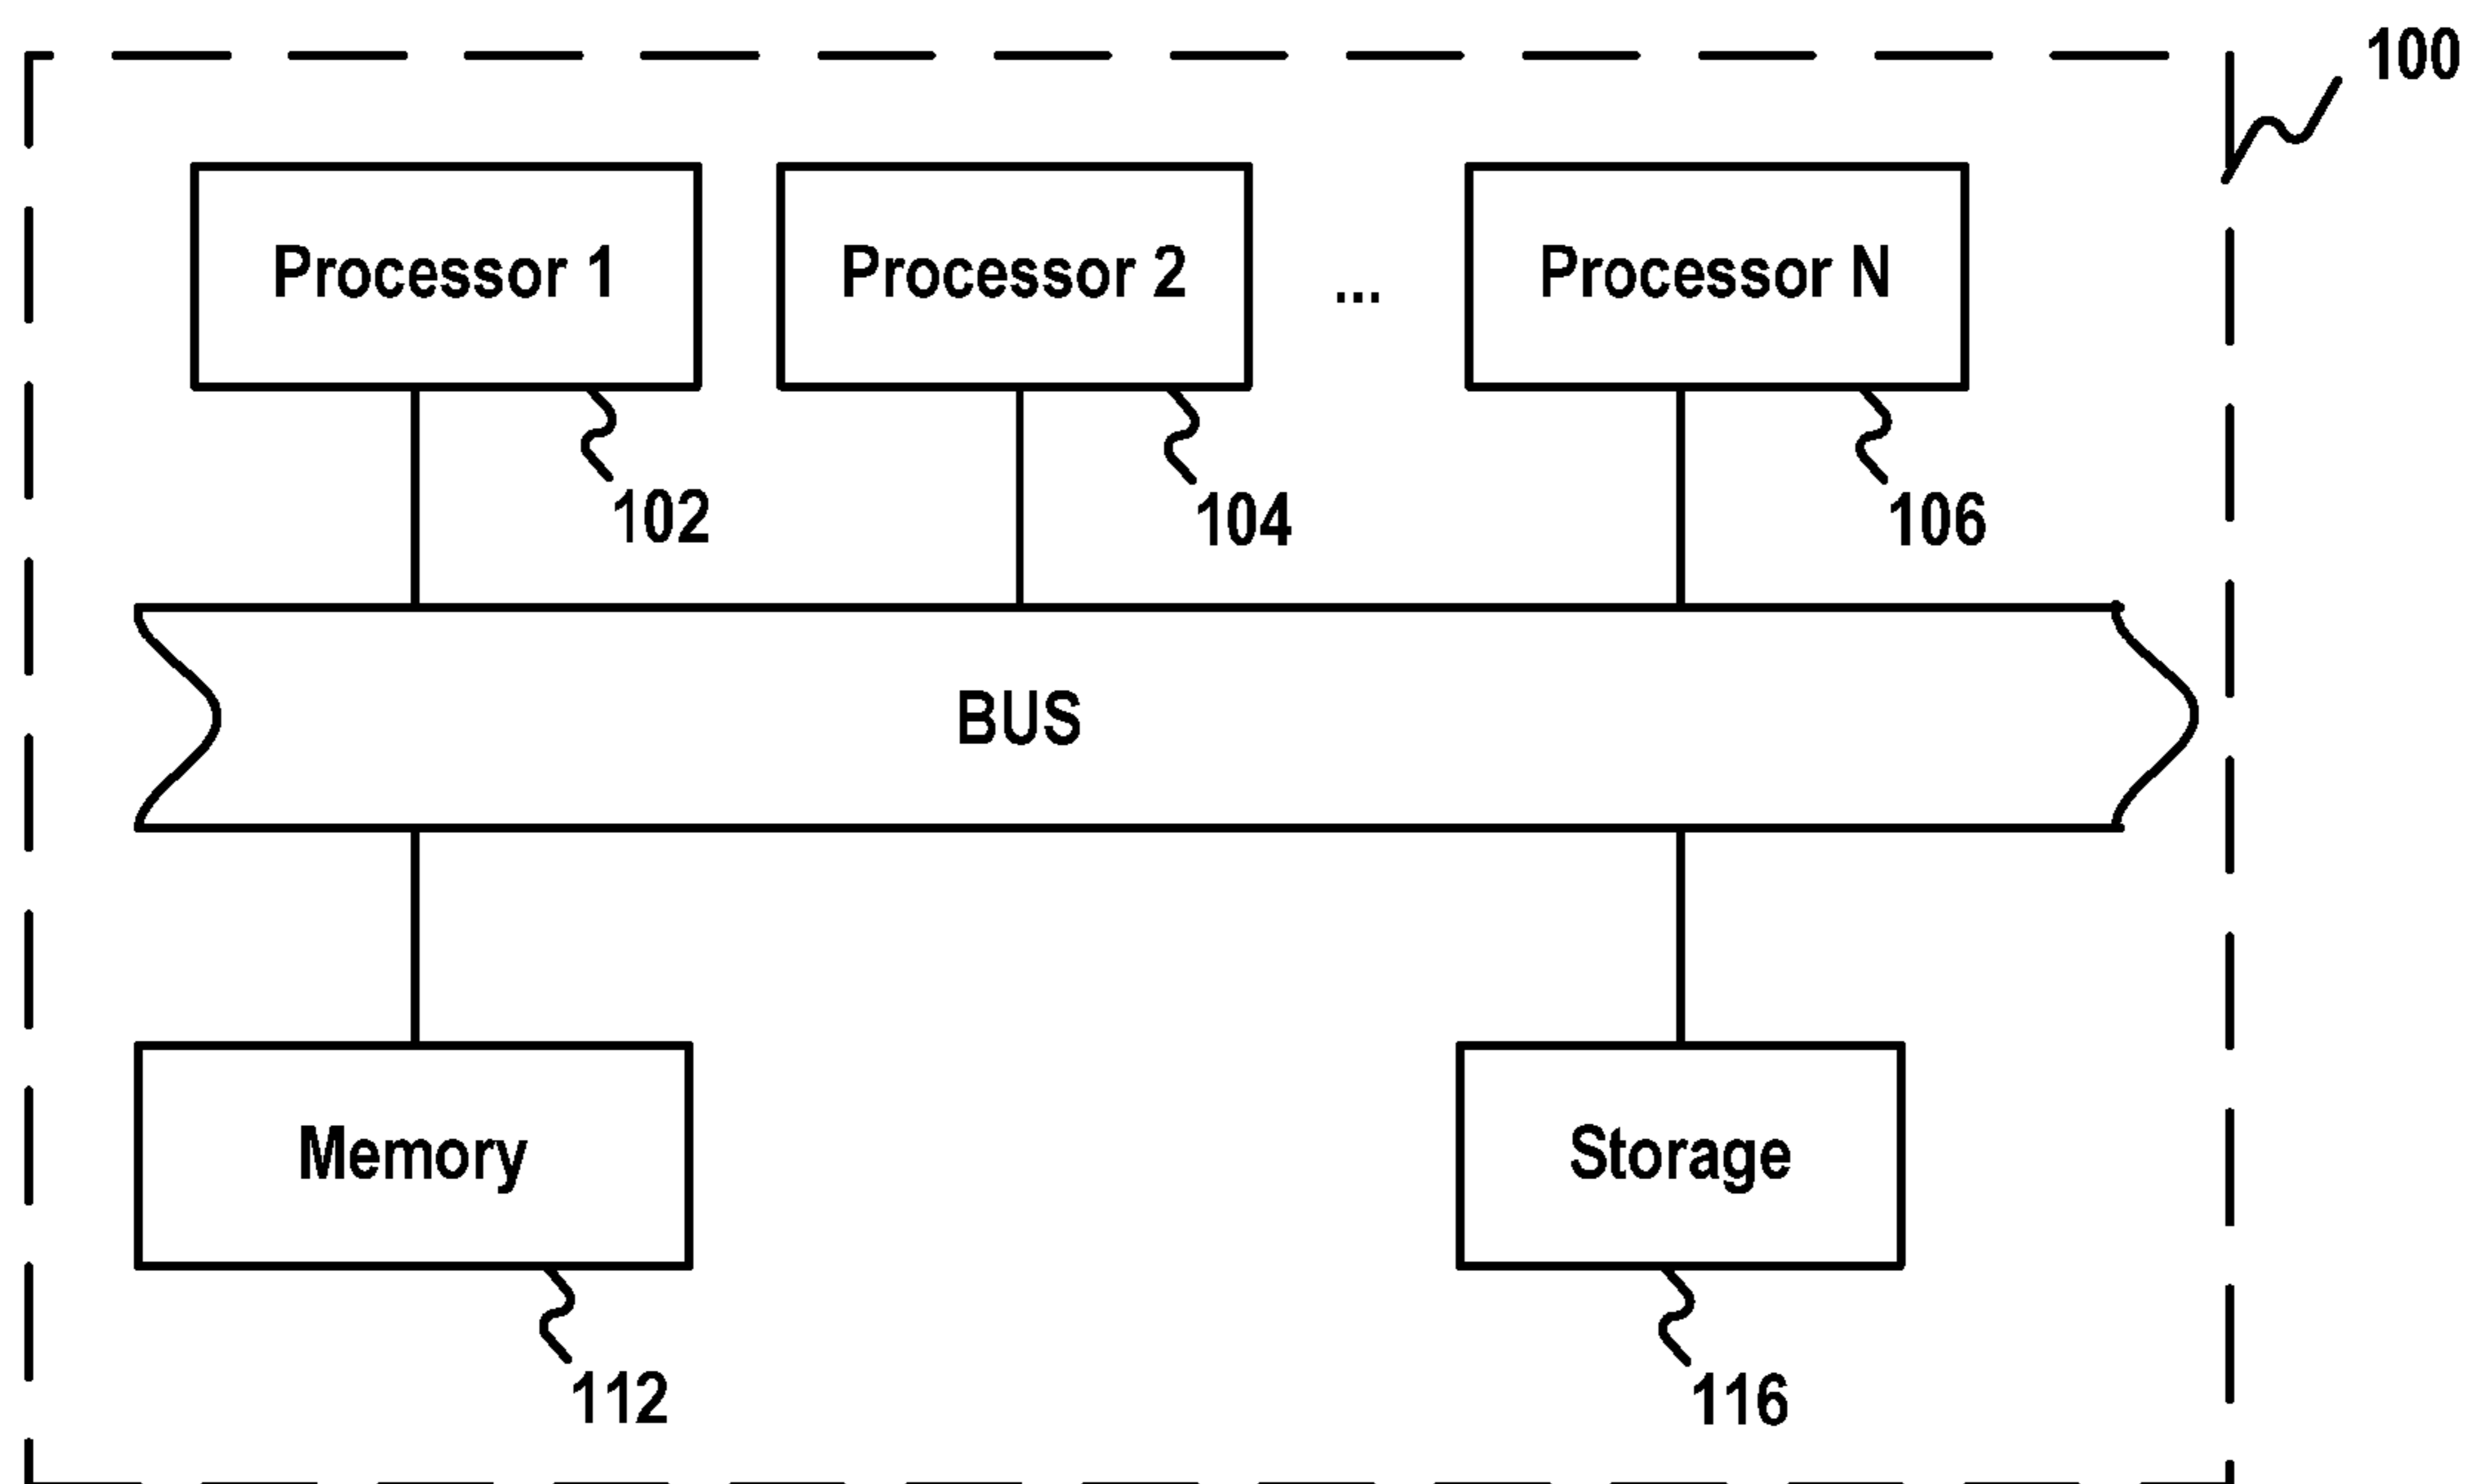 100
Processor 1
Processor 2
...
Processor N
102
104
106
BUS
Memory
Storage
112
116